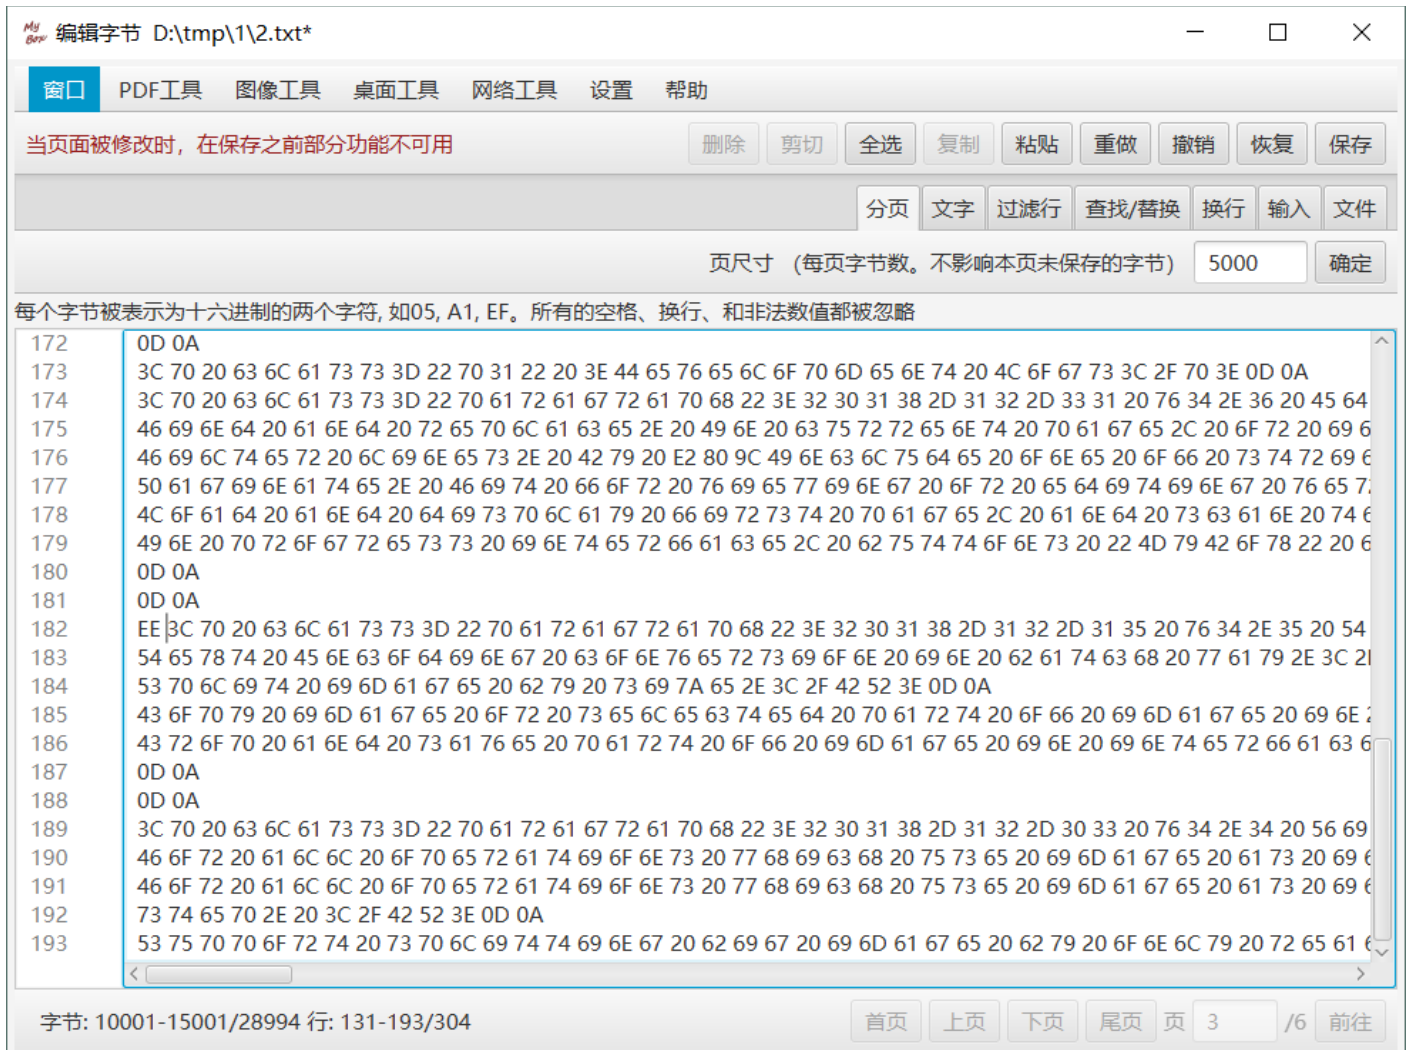 My Box 编辑字节 D:\tmp\1\2.txt*
窗口 PDF工具 图像工具 桌面工具 网络工具 设置 帮助
当页面被修改时，在保存之前部分功能不可用 删除 剪切 全选 复制 粘贴 重做 撤销 恢复 保存
分页 文字 过滤行 查找/替换 换行 输入 文件
页尺寸 （每页字节数。不影响本页未保存的字节） 5000 确定
每个字节被表示为十六进制的两个字符, 如05, A1, EF。所有的空格、换行、和非法数值都被忽略
172 0D 0A
173 3C 70 20 63 6C 61 73 73 3D 22 70 31 22 20 3E 44 65 76 65 6C 6F 70 6D 65 6E 74 20 4C 6F 67 73 3C 2F 70 3E 0D 0A
174 3C 70 20 63 6C 61 73 73 3D 22 70 61 72 61 67 72 61 70 68 22 3E 32 30 31 38 2D 31 32 2D 33 31 20 76 34 2E 36 20 45 64
175 46 69 6E 64 20 61 6E 64 20 72 65 70 6C 61 63 65 2E 20 49 6E 20 63 75 72 72 65 6E 74 20 70 61 67 65 2C 20 6F 72 20 69 6
176 46 69 6C 74 65 72 20 6C 69 6E 65 73 2E 20 42 79 20 E2 80 9C 49 6E 63 6C 75 64 65 20 6F 6E 65 20 6F 66 20 73 74 72 69 6
177 50 61 67 69 6E 61 74 65 2E 20 46 69 74 20 66 6F 72 20 76 69 65 77 69 6E 67 20 6F 72 20 65 64 69 74 69 6E 67 20 76 65 7
178 4C 6F 61 64 20 61 6E 64 20 64 69 73 70 6C 61 79 20 66 69 72 73 74 20 70 61 67 65 2C 20 61 6E 64 20 73 63 61 6E 20 74 6
179 49 6E 20 70 72 6F 67 72 65 73 73 20 69 6E 74 65 72 66 61 63 65 2C 20 62 75 74 74 6F 6E 73 20 22 4D 79 42 6F 78 22 20 6
180 0D 0A
181 0D 0A
182 EE 3C 70 20 63 6C 61 73 73 3D 22 70 61 72 61 67 72 61 70 68 22 3E 32 30 31 38 2D 31 32 2D 31 35 20 76 34 2E 35 20 54
183 54 65 78 74 20 45 6E 63 6F 64 69 6E 67 20 63 6F 6E 76 65 72 73 69 6F 6E 20 69 6E 20 62 61 74 63 68 20 77 61 79 2E 3C 2
184 53 70 6C 69 74 20 69 6D 61 67 65 20 62 79 20 73 69 7A 65 2E 3C 2F 42 52 3E 0D 0A
185 43 6F 70 79 20 69 6D 61 67 65 20 6F 72 20 73 65 6C 65 63 74 65 64 20 70 61 72 74 20 6F 66 20 69 6D 61 67 65 20 69 6E 2
186 43 72 6F 70 20 61 6E 64 20 73 61 76 65 20 70 61 72 74 20 6F 66 20 69 6D 61 67 65 20 69 6E 20 69 6E 74 65 72 66 61 63 6
187 0D 0A
188 0D 0A
189 3C 70 20 63 6C 61 73 73 3D 22 70 61 72 61 67 72 61 70 68 22 3E 32 30 31 38 2D 31 32 2D 30 33 20 76 34 2E 34 20 56 69
190 46 6F 72 20 61 6C 6C 20 6F 70 65 72 61 74 69 6F 6E 73 20 77 68 69 63 68 20 75 73 65 20 69 6D 61 67 65 20 61 73 20 69 6
191 46 6F 72 20 61 6C 6C 20 6F 70 65 72 61 74 69 6F 6E 73 20 77 68 69 63 68 20 75 73 65 20 69 6D 61 67 65 20 61 73 20 69 6
192 73 74 65 70 2E 20 3C 2F 42 52 3E 0D 0A
193 53 75 70 70 6F 72 74 20 73 70 6C 69 74 74 69 6E 67 20 62 69 67 20 69 6D 61 67 65 20 62 79 20 6F 6E 6C 79 20 72 65 61 6
字节: 10001-15001/28994 行: 131-193/304 首页 上页 下页 尾页 页 3 /6 前往